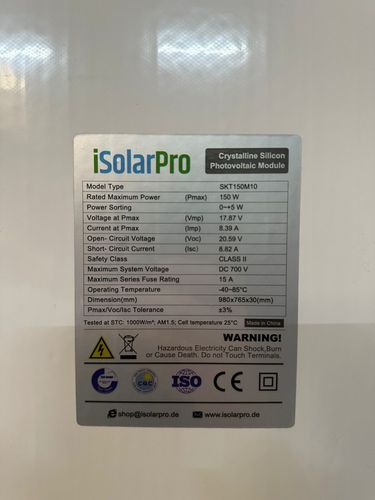 iSolarPro
Crystalline Silicon
Photovoltaic Module
Model Type SKT150M10
Rated Maximum Power (Pmax) 150 W
Power Sorting 0~+5 W
Voltage at Pmax (Vmp) 17.87 V
Current at Pmax (Imp) 8.39 A
Open- Circuit Voltage (Voc) 20.59 V
Short- Circuit Current (Isc) 8.82 A
Safety Class CLASS II
Maximum System Voltage DC 700 V
Maximum Series Fuse Rating 15 A
Operating Temperature -40~85°C
Dimension(mm) 980x765x30(mm)
Pmax/Voc/Isc Tolerance ±3%
Tested at STC: 1000W/m²; AM1.5; Cell temperature 25°C Made in China
WARNING!
Hazardous Electricity Can Shock,Burn
or Cause Death. Do not Touch Terminals.
CQC ISO CE
shop@isolarpro.de www.isolarpro.de